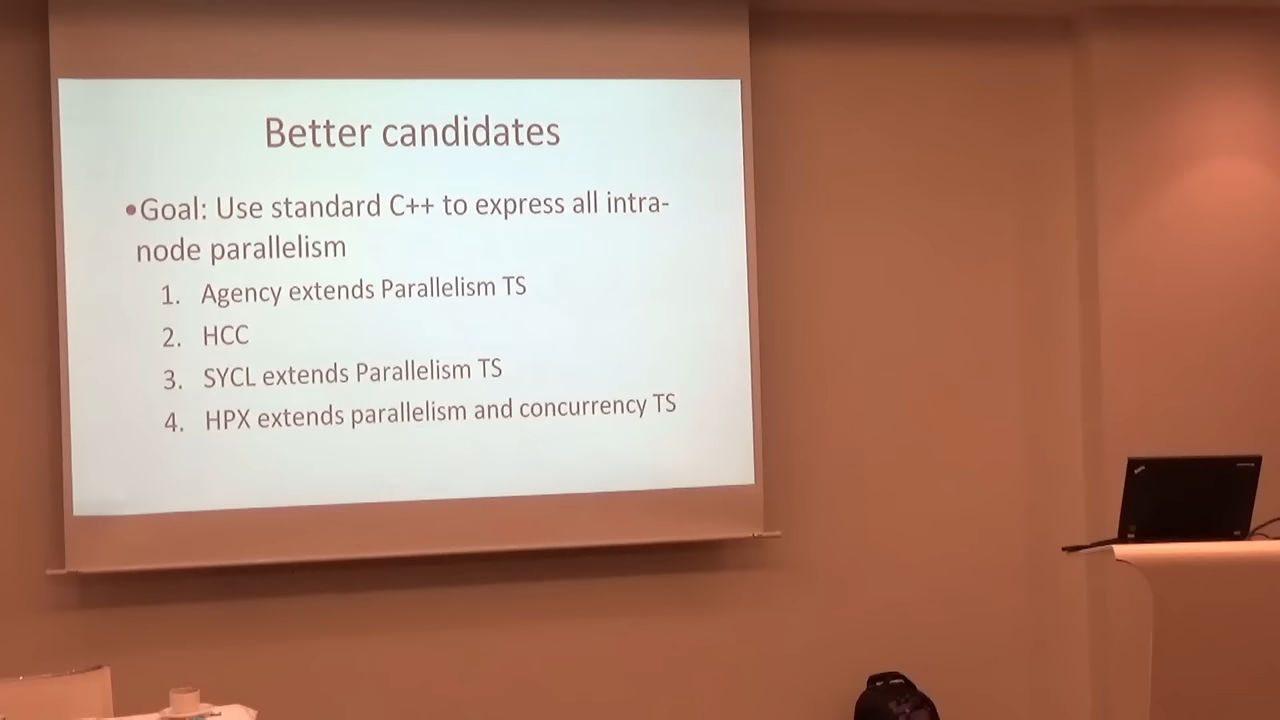 Better candidates
•Goal: Use standard C++ to express all intra-
node parallelism
1. Agency extends Parallelism TS
2. HCC
3. SYCL extends Parallelism TS
4. HPX extends parallelism and concurrency TS